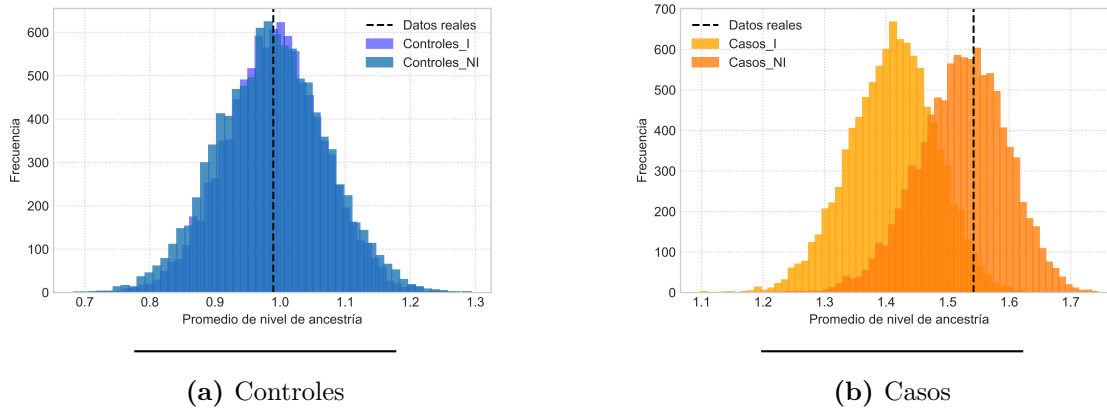 Datos reales
Controles_I
Controles_NI
Frecuencia
600
500
400
300
200
100
0
0.7 0.8 0.9 1.0 1.1 1.2 1.3
Promedio de nivel de ancestría
(a) Controles
Datos reales
Casos_I
Casos_NI
Frecuencia
700
600
500
400
300
200
100
0
1.1 1.2 1.3 1.4 1.5 1.6 1.7
Promedio de nivel de ancestría
(b) Casos